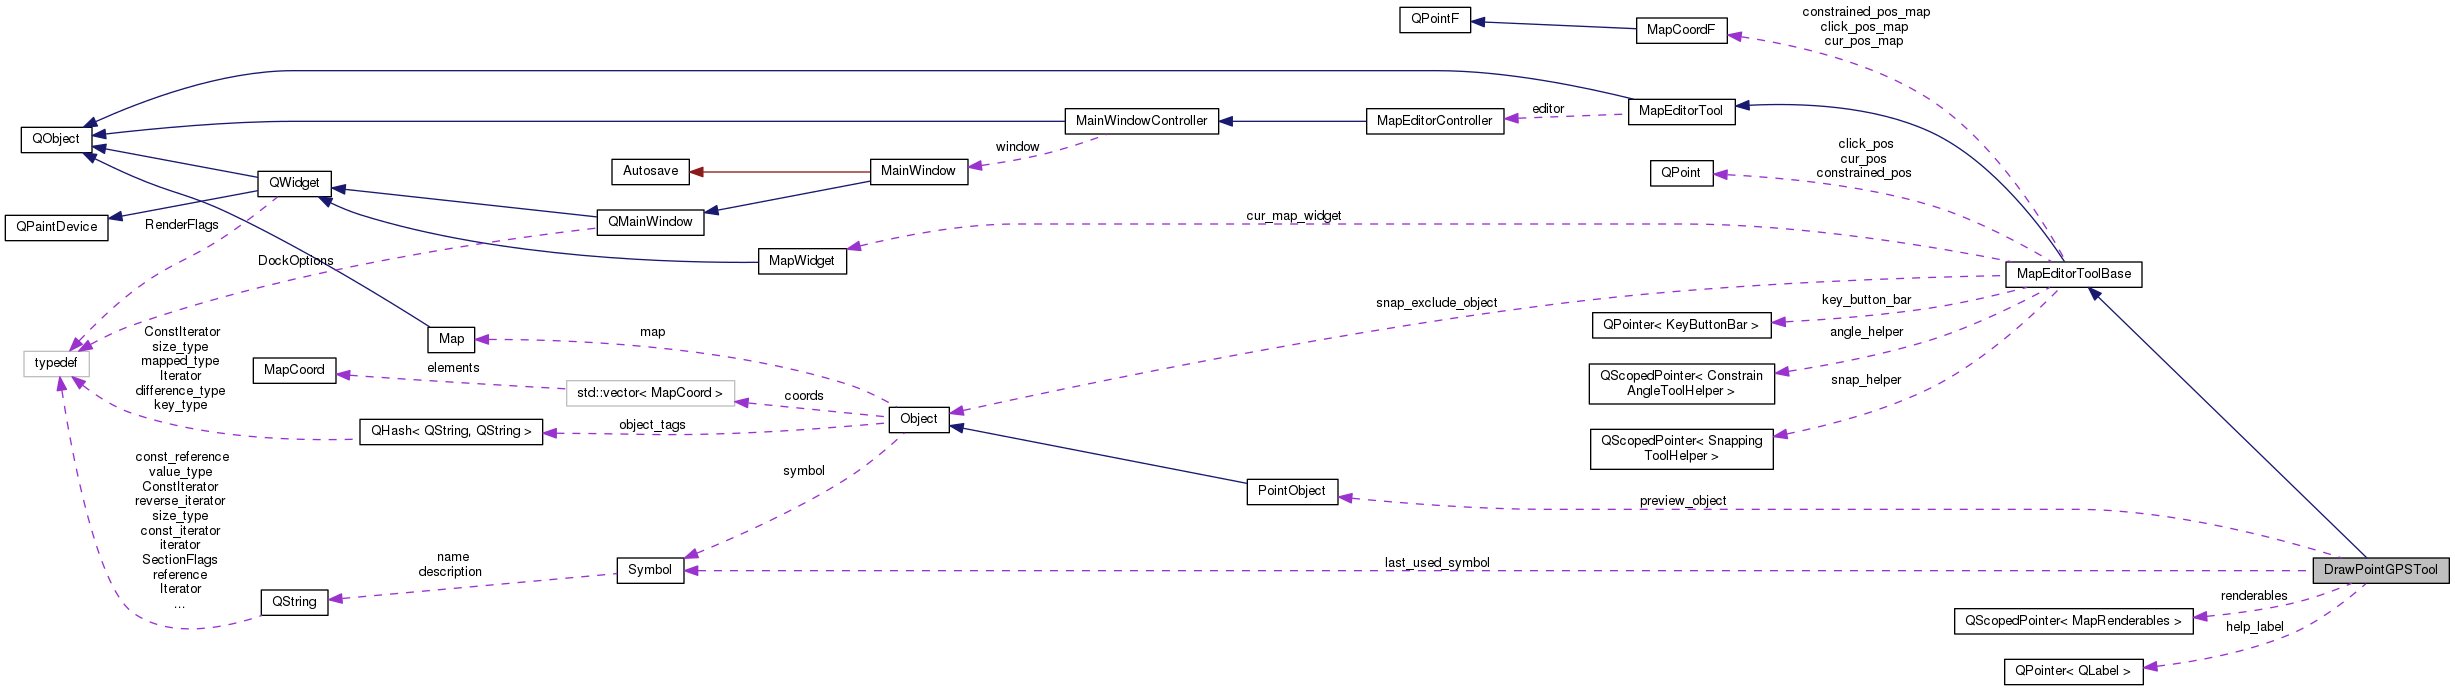 QPointF
MapCoordF
constrained_pos_map
click_pos_map
cur_pos_map
QObject
MainWindowController
MapEditorController
editor
MapEditorTool
window
Autosave
MainWindow
QPoint
click_pos
cur_pos
constrained_pos
QWidget
QPaintDevice
RenderFlags
QMainWindow
cur_map_widget
DockOptions
MapWidget
MapEditorToolBase
snap_exclude_object
key_button_bar
QPointer< KeyButtonBar >
angle_helper
ConstIterator
size_type
mapped_type
Iterator
difference_type
key_type
Map
map
typedef
MapCoord
elements
std::vector< MapCoord >
coords
QScopedPointer< Constrain
AngleToolHelper >
snap_helper
Object
QHash< QString, QString >
object_tags
QScopedPointer< Snapping
ToolHelper >
const_reference
value_type
ConstIterator
reverse_iterator
size_type
const_iterator
iterator
SectionFlags
reference
Iterator
...
symbol
PointObject
preview_object
name
description
Symbol
last_used_symbol
DrawPointGPSTool
QString
renderables
QScopedPointer< MapRenderables >
help_label
QPointer< QLabel >